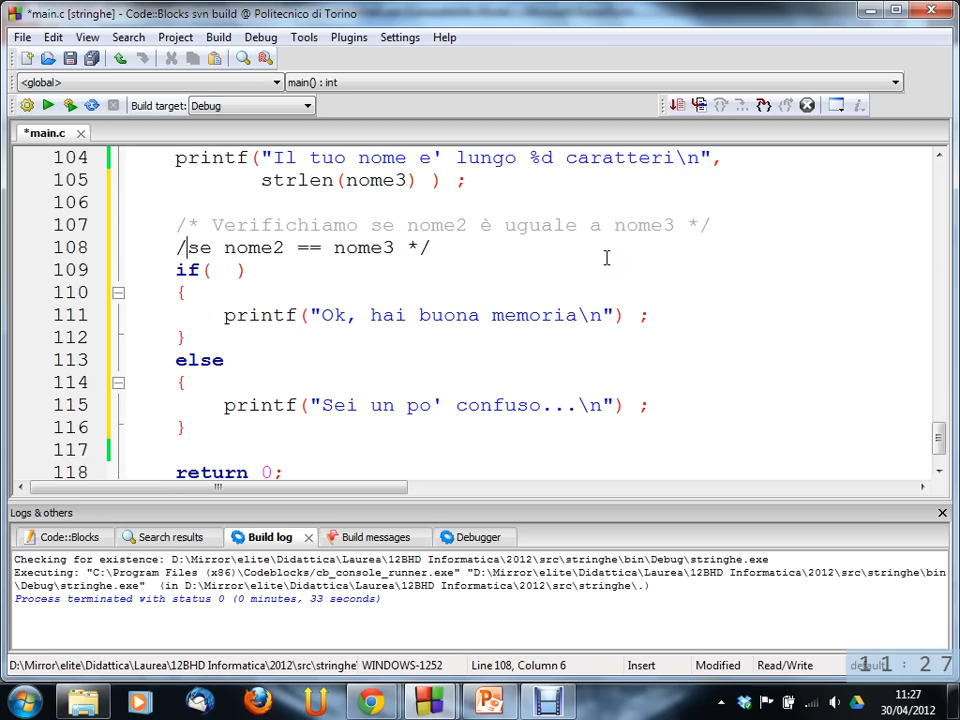 *main.c [stringhe] - Code::Blocks svn build @ Politecnico di Torino
File Edit View Search Project Build Debug Tools Plugins Settings Help
<global> main() : int
Build target: Debug
*main.c
104 printf("Il tuo nome e' lungo %d caratteri\n",
105 strlen(nome3) ) ;
106
107 /* Verifichiamo se nome2 è uguale a nome3 */
108 /se nome2 == nome3 */
109 if(  )
110 {
111 printf("Ok, hai buona memoria\n") ;
112 }
113 else
114 {
115 printf("Sei un po' confuso...\n") ;
116 }
117
118 return 0;
Logs & others
Code::Blocks Search results Build log Build messages Debugger
Checking for existence: D:\Mirror\elite\Didattica\Laurea\12BHD Informatica\2012\src\stringhe\bin\Debug\stringhe.exe
Executing: "C:\Program Files (x86)\Codeblocks/cb_console_runner.exe" "D:\Mirror\elite\Didattica\Laurea\12BHD Informatica\2012\src\stringhe\bin
\Debug\stringhe.exe"  (in D:\Mirror\elite\Didattica\Laurea\12BHD Informatica\2012\src\stringhe\.)
Process terminated with status 0 (0 minutes, 33 seconds)
D:\Mirror\elite\Didattica\Laurea\12BHD Informatica\2012\src\stringhe WINDOWS-1252 Line 108, Column 6 Insert Modified Read/Write default
11:27
11:27
30/04/2012